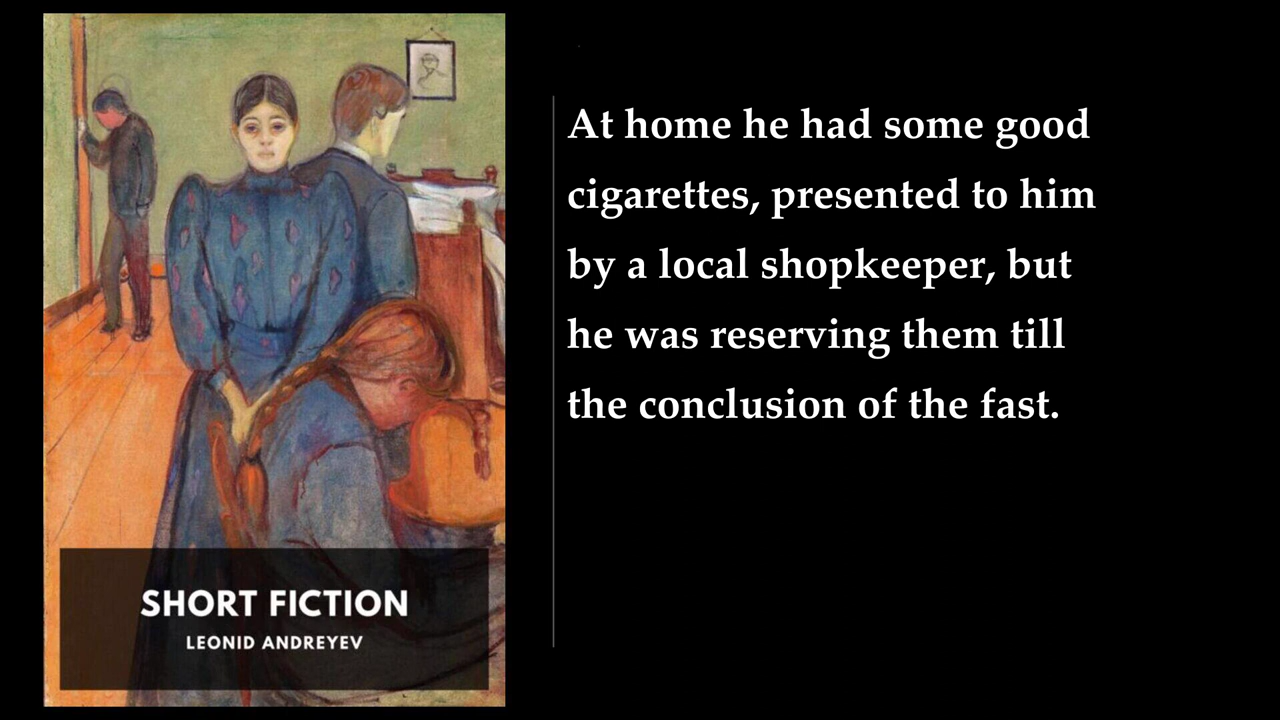 SHORT FICTION
LEONID ANDREYEV
At home he had some good
cigarettes, presented to him
by a local shopkeeper, but
he was reserving them till
the conclusion of the fast.